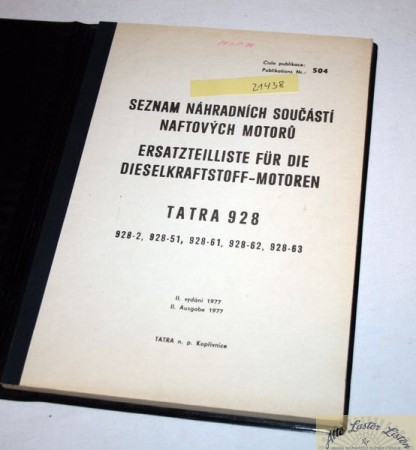 Číslo publikace:
Publikations Nr.: 504
21438
SEZNAM NÁHRADNÍCH SOUČÁSTÍ
NAFTOVÝCH MOTORŮ
ERSATZTEILLISTE FÜR DIE
DIESELKRAFTSTOFF-MOTOREN
TATRA 928
928-2, 928-51, 928-61, 928-62, 928-63
II. vydání 1977
II. Ausgabe 1977
TATRA n. p. Kopřivnice
Alte Laster Listen